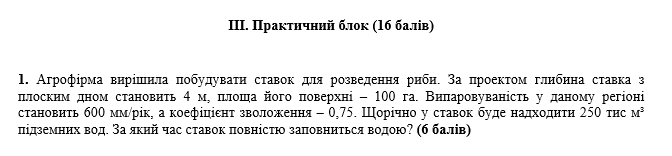 ІІІ. Практичний блок (16 балів)
1. Агрофірма вирішила побудувати ставок для розведення риби. За проектом глибина ставка з
плоским дном становить 4 м, площа його поверхні – 100 га. Випаровуваність у даному регіоні
становить 600 мм/рік, а коефіцієнт зволоження – 0,75. Щорічно у ставок буде надходити 250 тис м³
підземних вод. За який час ставок повністю заповниться водою? (6 балів)